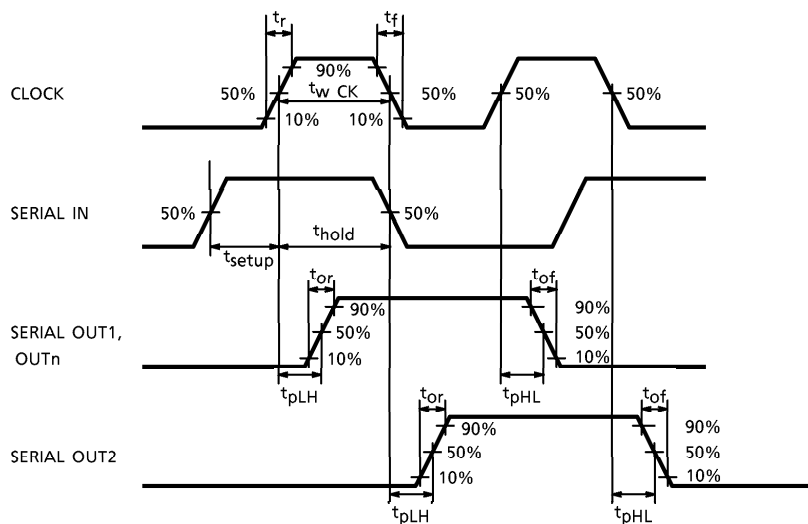 tr tf
CLOCK
50% 90% 50% 50% 50%
tw CK
10% 10%
SERIAL IN
50% 50%
thold
tsetup
tor tof
SERIAL OUT1,
OUTn
90% 90%
50% 50%
10% 10%
tpLH tpHL
tor tof
SERIAL OUT2
90% 90%
50% 50%
10% 10%
tpLH tpHL